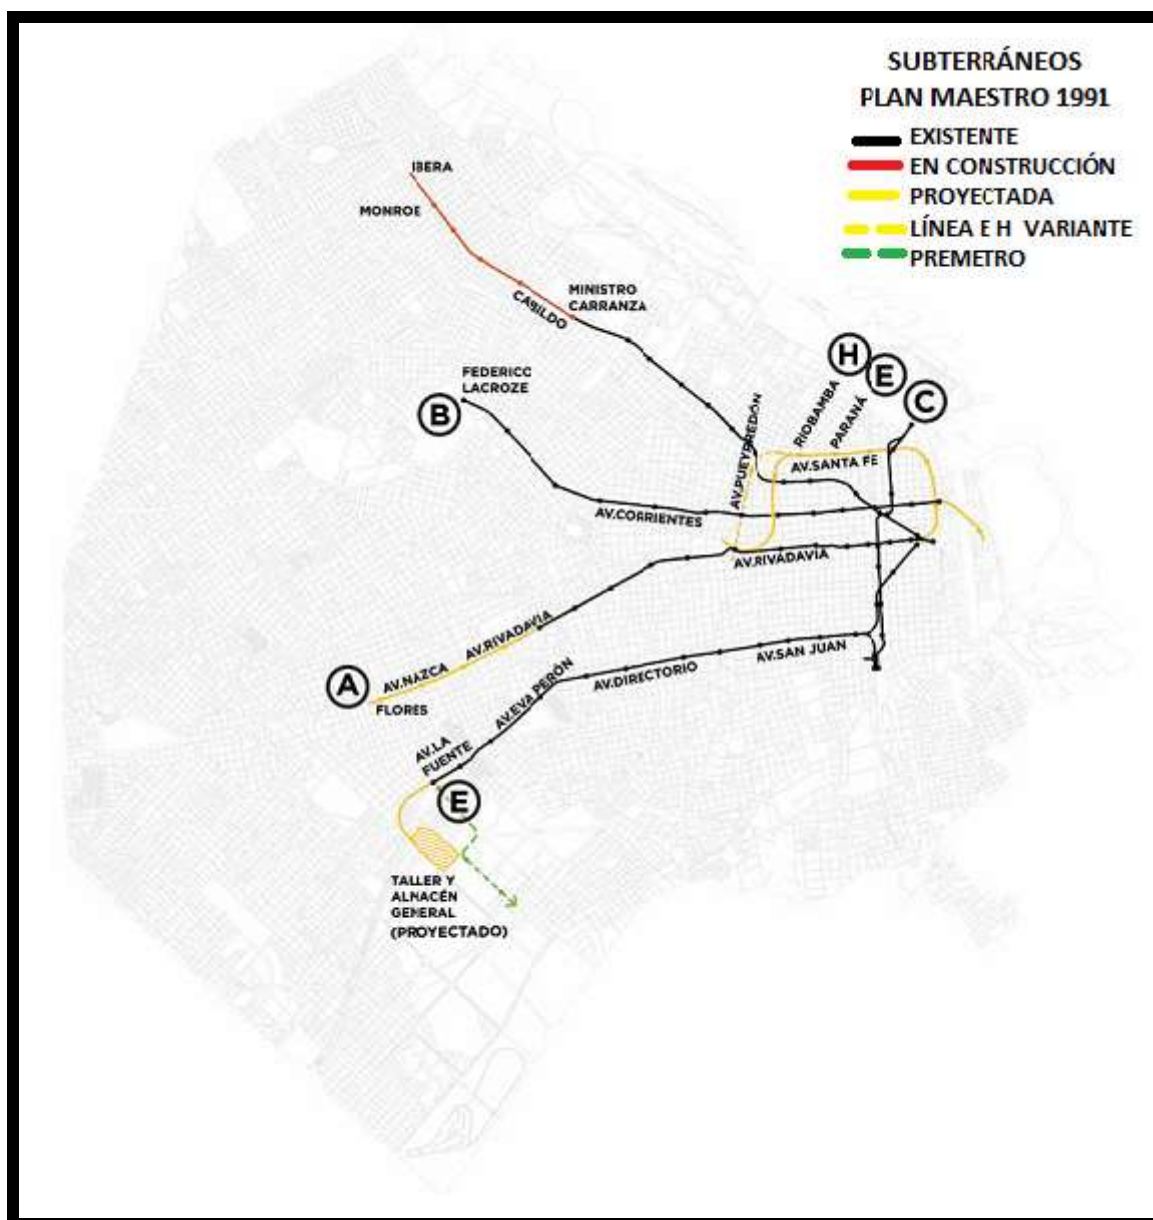 SUBTERRÁNEOS
PLAN MAESTRO 1991
EXISTENTE
EN CONSTRUCCIÓN
PROYECTADA
LÍNEA E H VARIANTE
PREMETRO
IBERA
MONROE
CABILDO
MINISTRO
CARRANZA
FEDERICO
LACROZE
B
H
E
C
AV.PUEYRREDÓN
RIOBAMBA
PARANÁ
AV.SANTA FE
AV.CORRIENTES
AV.RIVADAVIA
AV.RIVADAVIA
A
AV.NAZCA
FLORES
AV.SAN JUAN
AV.DIRECTORIO
AV.EVA PERÓN
AV.LA
FUENTE
E
TALLER Y
ALMACÉN
GENERAL
(PROYECTADO)